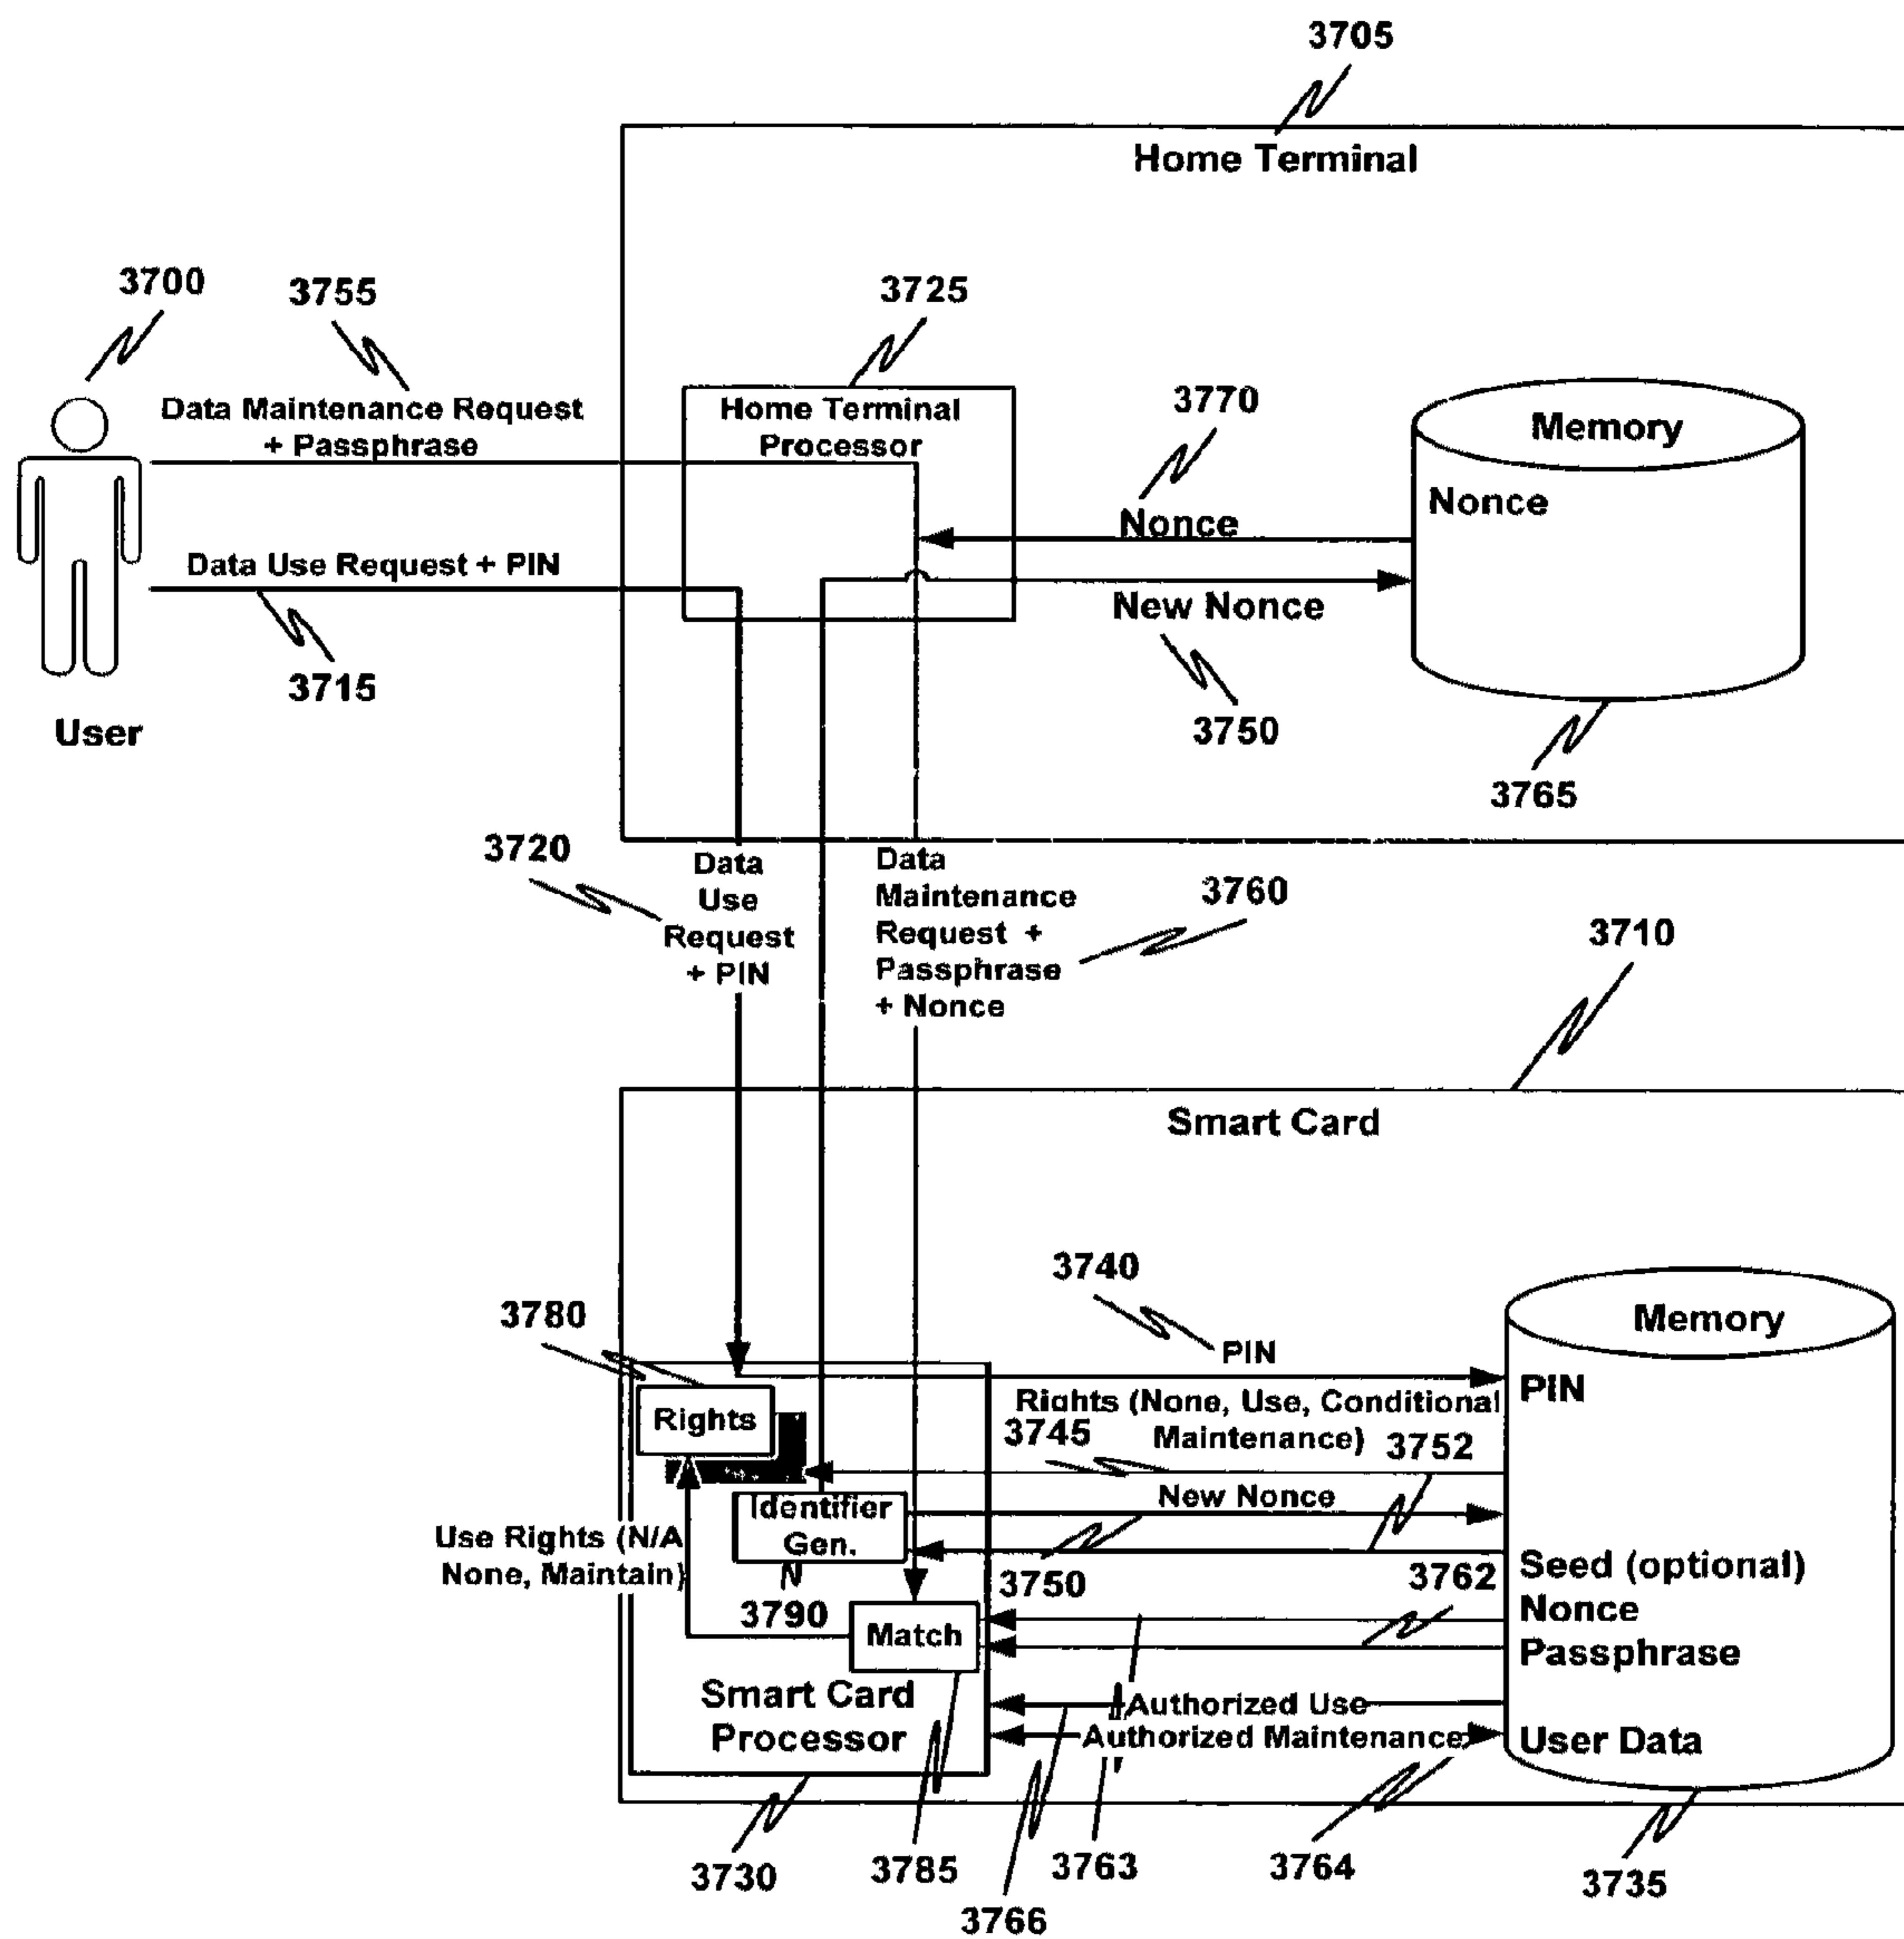 3705
Home Terminal
3700
3755
3725
Data Maintenance Request
+ Passphrase
Home Terminal
Processor
3770
Memory
Nonce
Nonce
Data Use Request + PIN
New Nonce
3715
3750
User
3765
3720
Data
Use
Request
+ PIN
Data
Maintenance
Request +
Passphrase
+ Nonce
3760
3710
Smart Card
3740
3780
PIN
Memory
PIN
Rights
Rights (None, Use, Conditional
Maintenance)
3745
3752
New Nonce
Identifier
Gen.
Use Rights (N/A
None, Maintain)
3750
3762
Seed (optional)
Nonce
Passphrase
3790
Match
Smart Card
Processor
Authorized Use
Authorized Maintenance
User Data
3730
3785
3763
3764
3735
3766